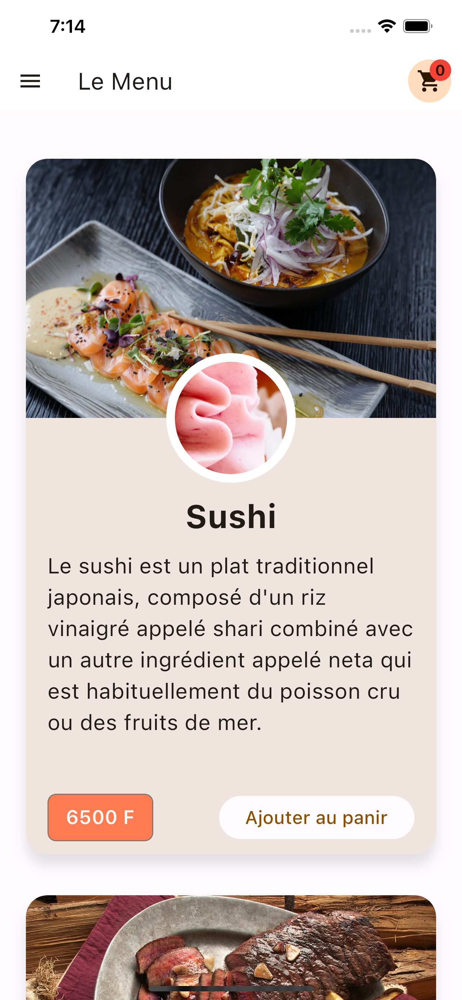 7:14
Le Menu
0
Sushi
Le sushi est un plat traditionnel
japonais, composé d'un riz
vinaigré appelé shari combiné avec
un autre ingrédient appelé neta qui
est habituellement du poisson cru
ou des fruits de mer.
6500 F
Ajouter au panir